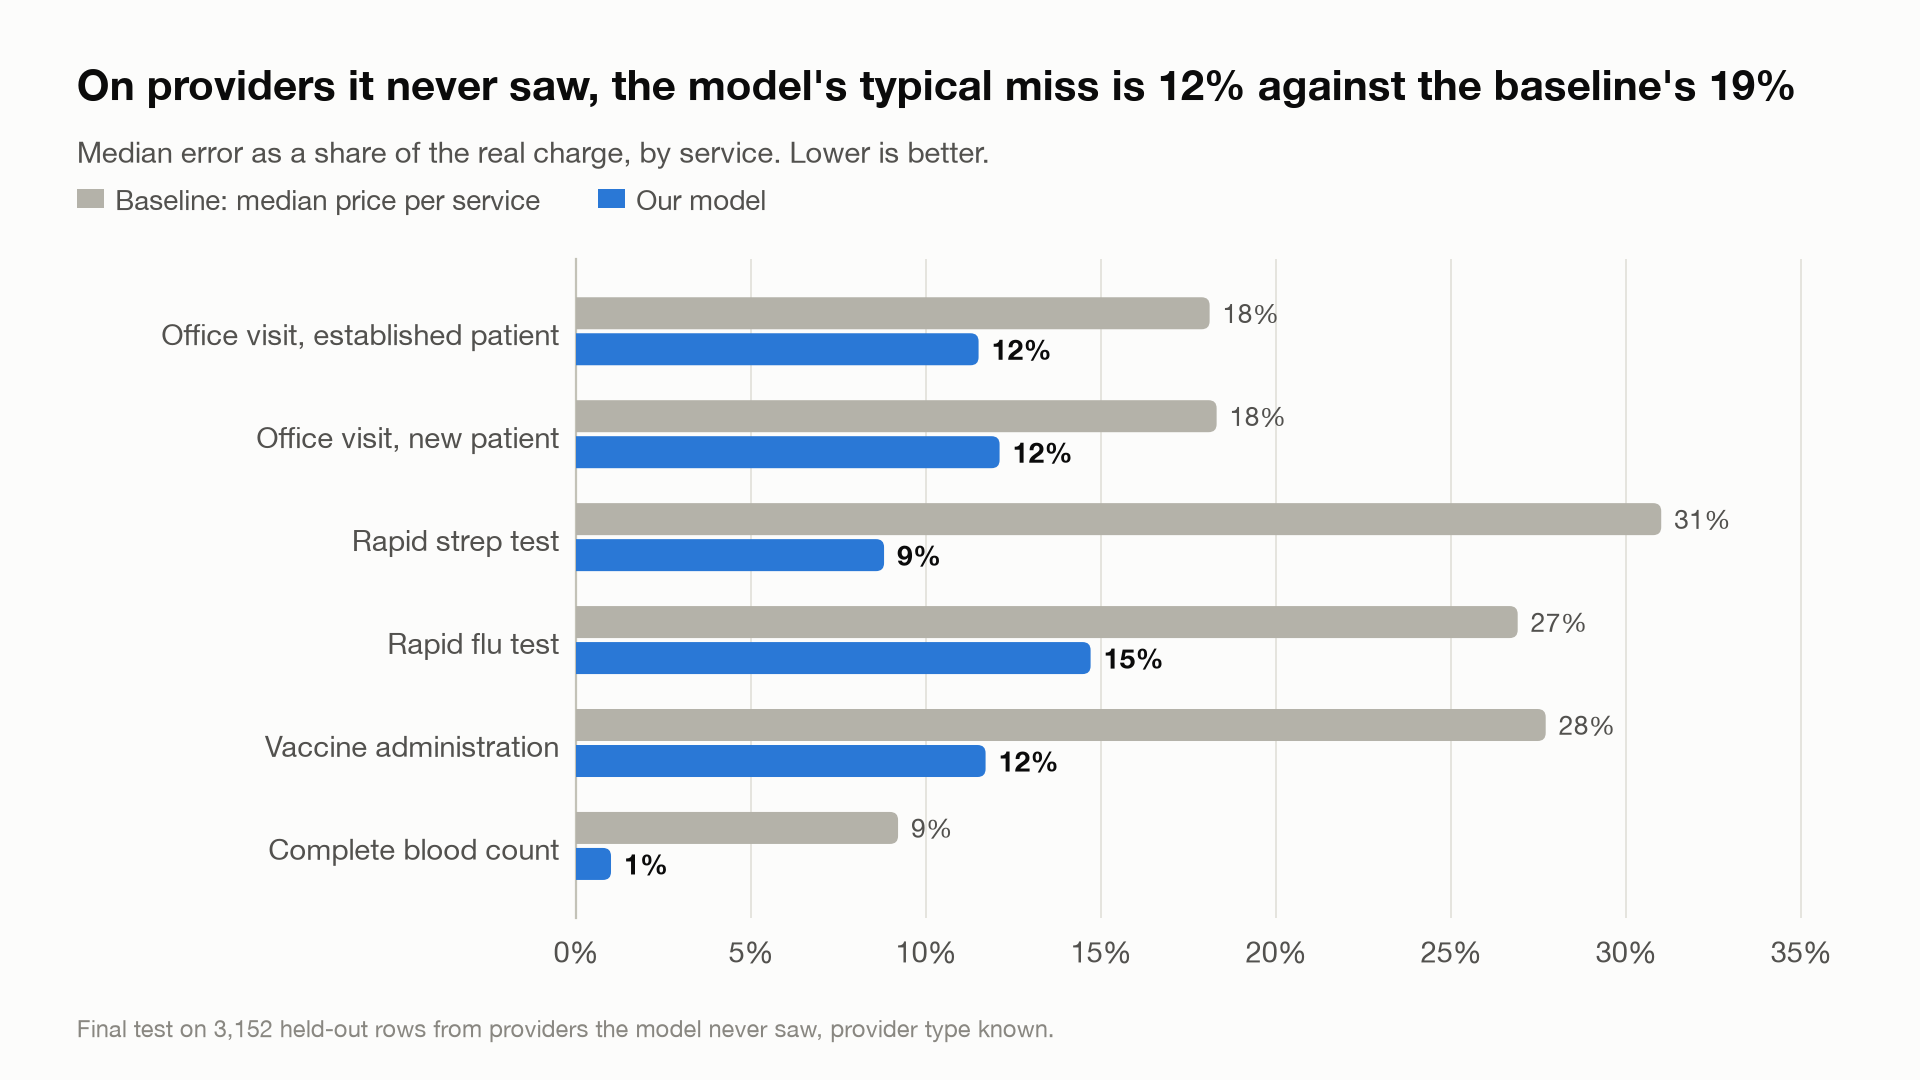 On providers it never saw, the model's typical miss is 12% against the baseline's 19%
Median error as a share of the real charge, by service. Lower is better.
Baseline: median price per service
Our model
Office visit, established patient
18%
12%
Office visit, new patient
18%
12%
Rapid strep test
31%
9%
Rapid flu test
27%
15%
Vaccine administration
28%
12%
Complete blood count
9%
1%
0% 5% 10% 15% 20% 25% 30% 35%
Final test on 3,152 held-out rows from providers the model never saw, provider type known.